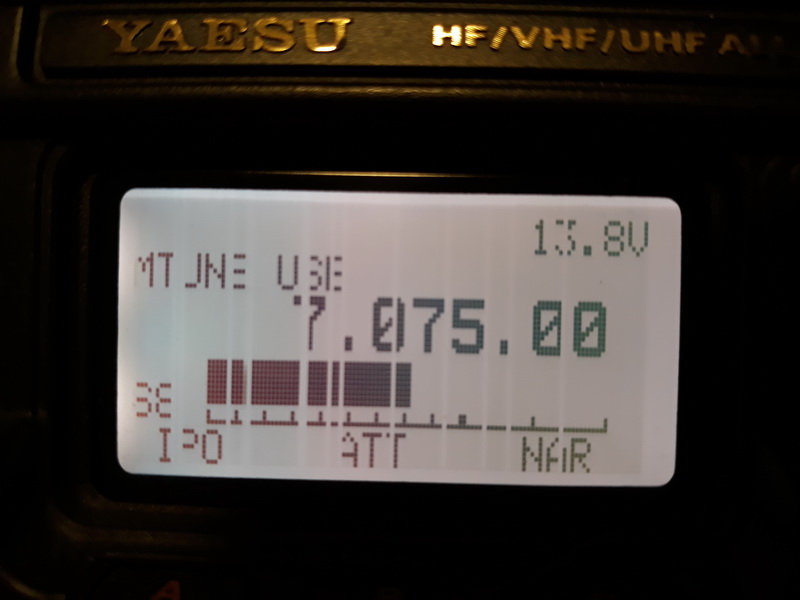 YAESU HF/VHF/UHF
13.8V
MTUNE USB
7.075.00
IPO ATT NAR